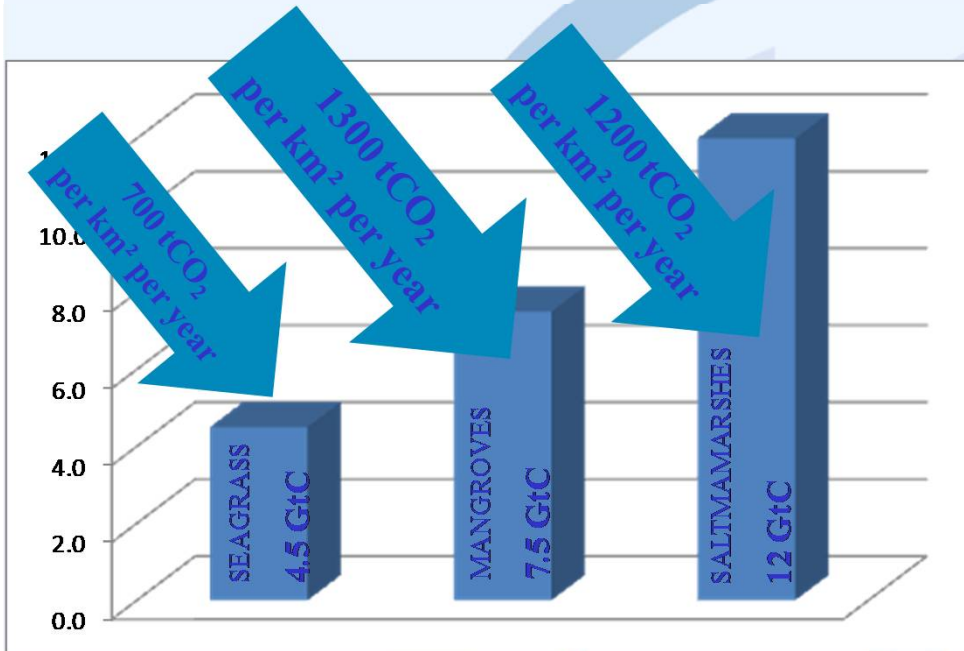 700 tCO₂
per km² per year
1300 tCO₂
per km² per year
1200 tCO₂
per km² per year
10.0
8.0
6.0
4.0
2.0
0.0
SEAGRASS
4.5 GtC
MANGROVES
7.5 GtC
SALTMAMARSHES
12 GtC